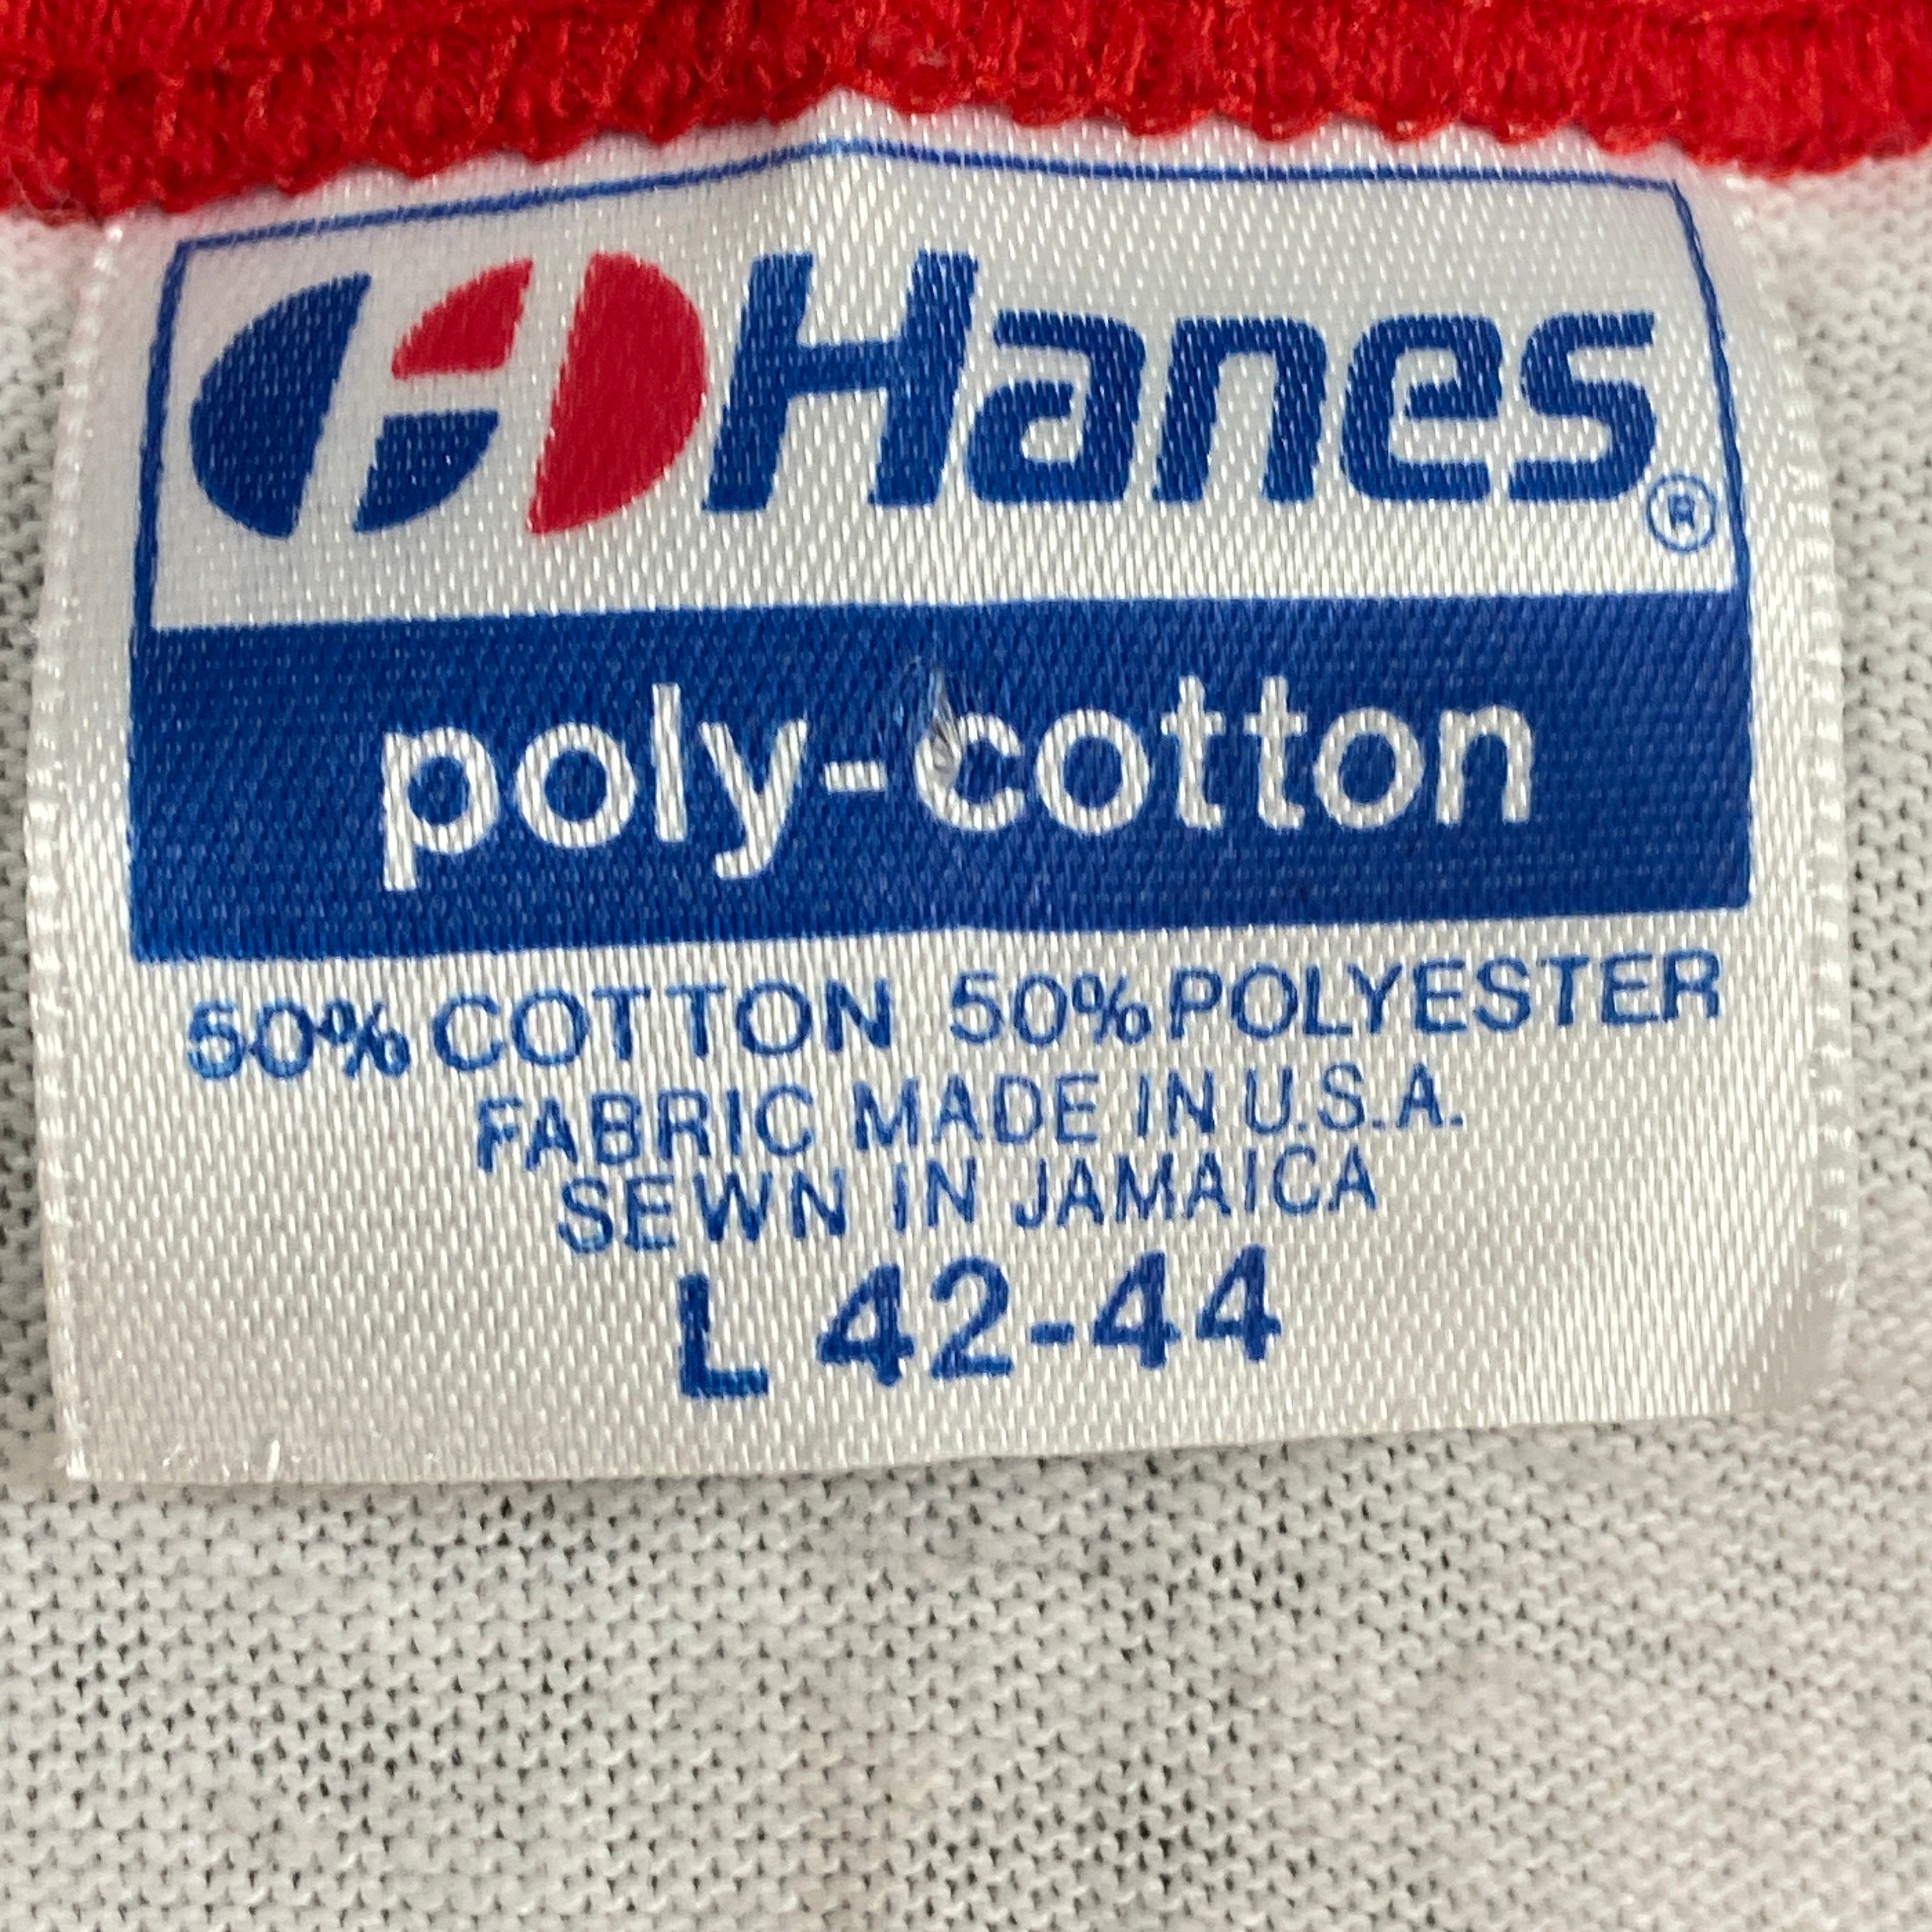 Hanes®
poly-cotton
50% COTTON 50% POLYESTER
FABRIC MADE IN U.S.A.
SEWN IN JAMAICA
L 42-44